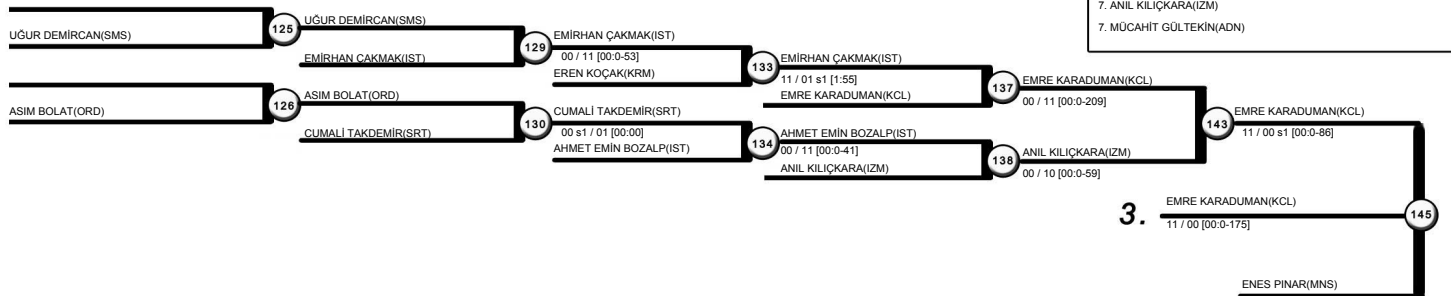 7. ANIL KILIÇKARA(IZM)
7. MÜCAHİT GÜLTEKİN(ADN)
UĞUR DEMİRCAN(SMS)
125
UĞUR DEMİRCAN(SMS)
EMİRHAN ÇAKMAK(IST)
129
EMİRHAN ÇAKMAK(IST)
00 / 11 [00:0-53]
EREN KOÇAK(KRM)
133
EMİRHAN ÇAKMAK(IST)
11 / 01 s1 [1:55]
EMRE KARADUMAN(KCL)
137
EMRE KARADUMAN(KCL)
00 / 11 [00:0-209]
ASIM BOLAT(ORD)
126
ASIM BOLAT(ORD)
CUMALİ TAKDEMİR(SRT)
130
CUMALİ TAKDEMİR(SRT)
00 s1 / 01 [00:00]
AHMET EMİN BOZALP(IST)
134
AHMET EMİN BOZALP(IST)
00 / 11 [00:0-41]
ANIL KILIÇKARA(IZM)
138
ANIL KILIÇKARA(IZM)
00 / 10 [00:0-59]
143
EMRE KARADUMAN(KCL)
11 / 00 s1 [00:0-86]
3.
EMRE KARADUMAN(KCL)
11 / 00 [00:0-175]
145
ENES PINAR(MNS)